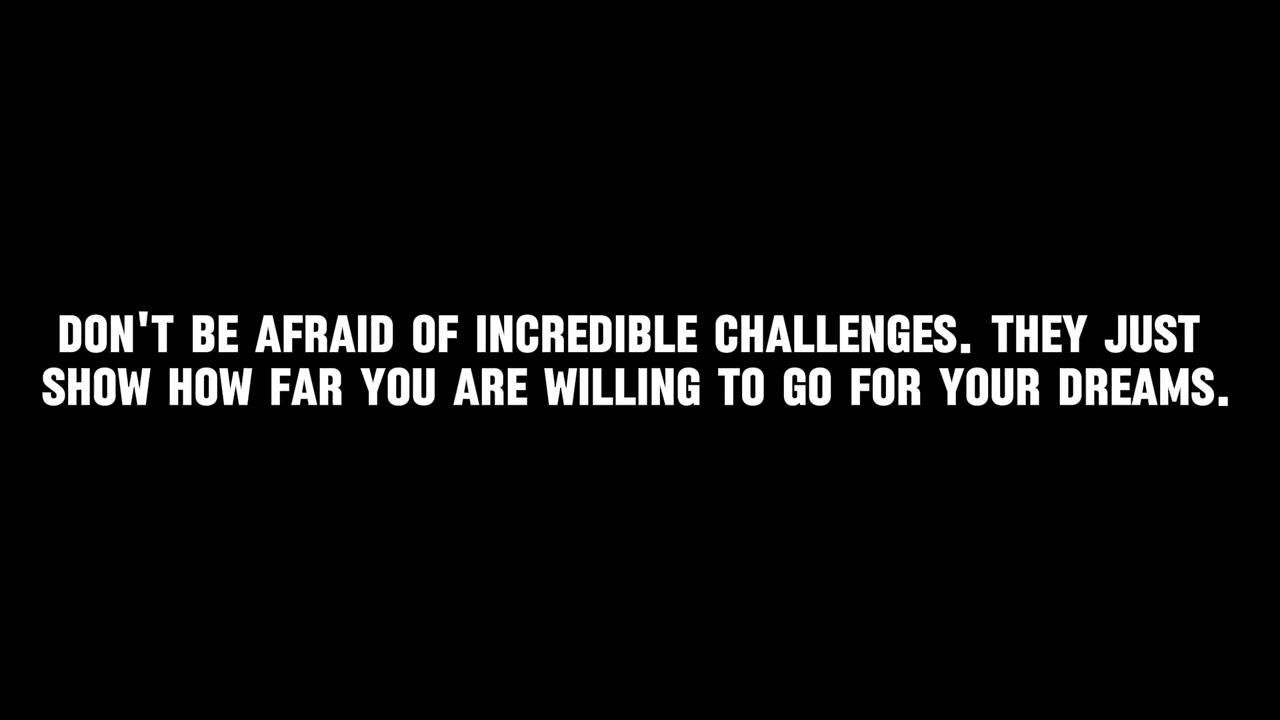 DON'T BE AFRAID OF INCREDIBLE CHALLENGES. THEY JUST
SHOW HOW FAR YOU ARE WILLING TO GO FOR YOUR DREAMS.